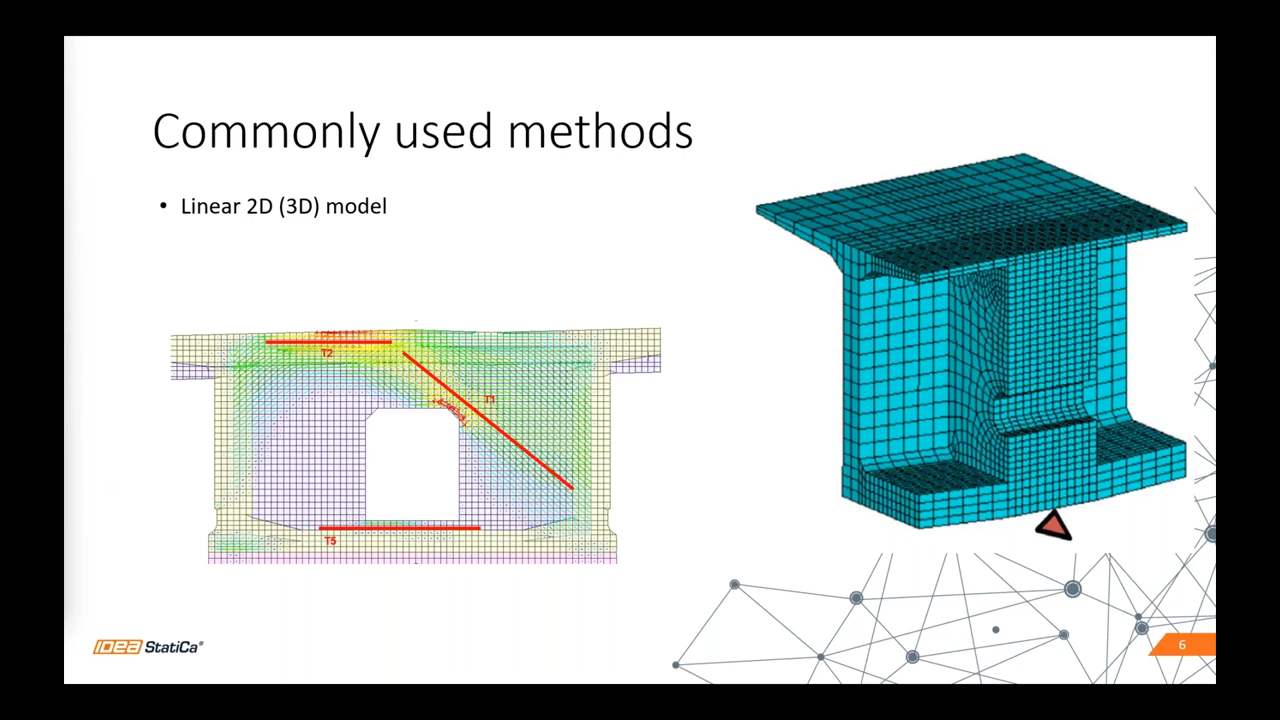 Commonly used methods
• Linear 2D (3D) model
T2
T1
T5
IDEA StatiCa®
6